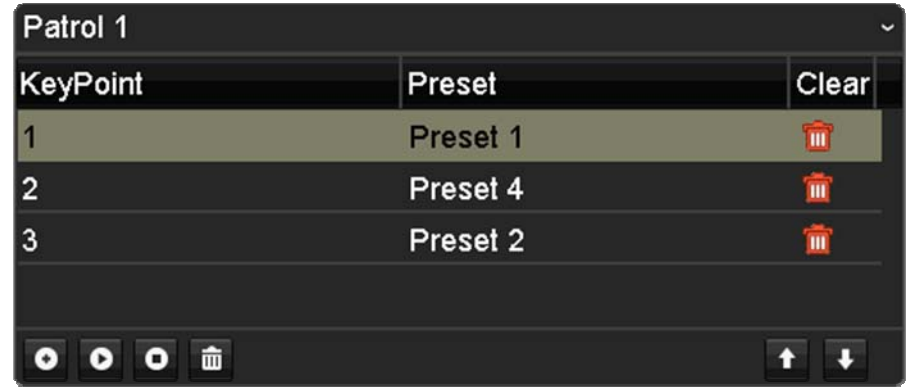 Patrol 1
KeyPoint Preset Clear
1 Preset 1
2 Preset 4
3 Preset 2